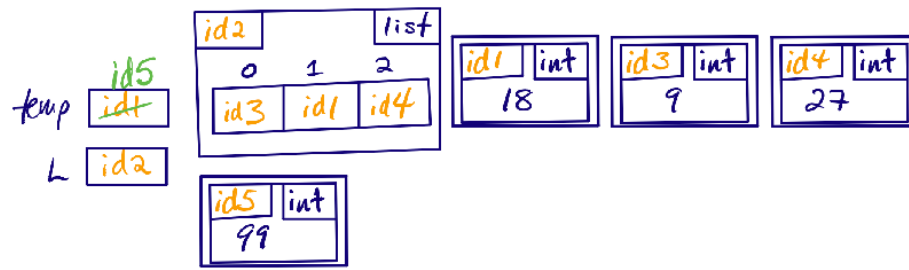 id2 list
id5
0 1 2
temp id1 id3 id1 id4
L id2
id1 int
18
id3 int
9
id4 int
27
id5 int
99